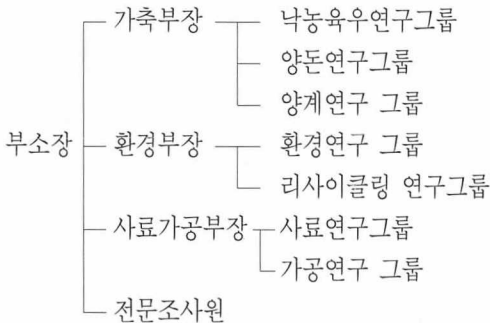 가축부장 낙농육우연구그룹
양돈연구그룹
양계연구 그룹
부소장 환경부장 환경연구 그룹
리사이클링 연구그룹
사료가공부장 사료연구그룹
가공연구 그룹
전문조사원